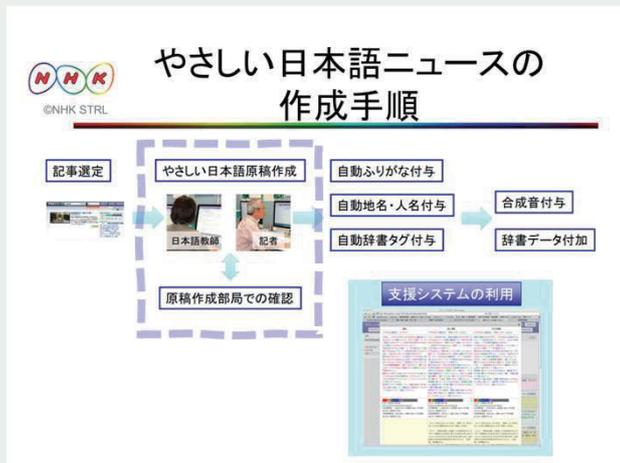 NHK
©NHK STRL
やさしい日本語ニュースの
作成手順
記事選定
やさしい日本語原稿作成
日本語教師
記者
原稿作成部局での確認
自動ふりがな付与
自動地名・人名付与
自動辞書タグ付与
合成音付与
辞書データ付加
支援システムの利用